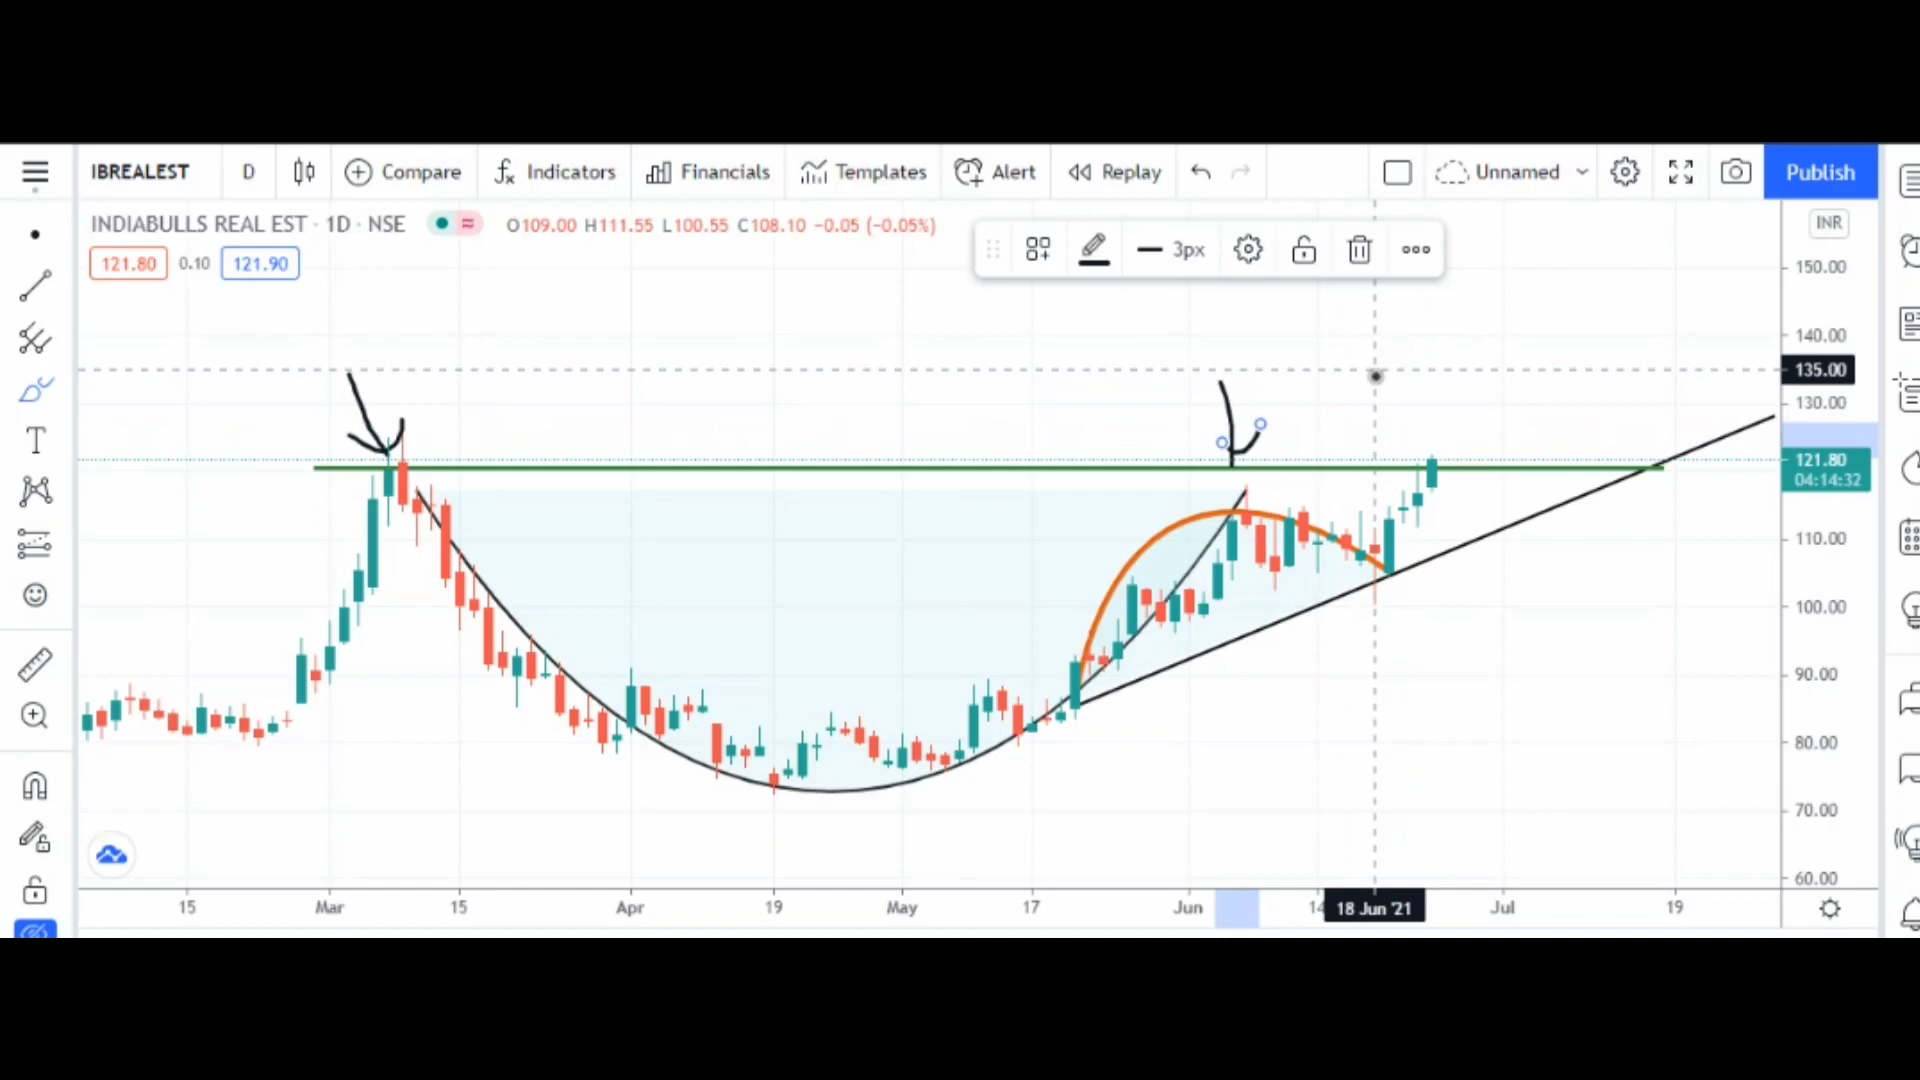 IBREALEST D Compare Indicators Financials Templates Alert Replay Unnamed Publish
INDIABULLS REAL EST · 1D · NSE O109.00 H111.55 L100.55 C108.10 −0.05 (−0.05%)
INR
3px
121.80 0.10 121.90
150.00
140.00
135.00
130.00
121.80
04:14:32
110.00
100.00
90.00
80.00
70.00
60.00
15 Mar 15 Apr 19 May 17 Jun 14 18 Jun '21 Jul 19
T